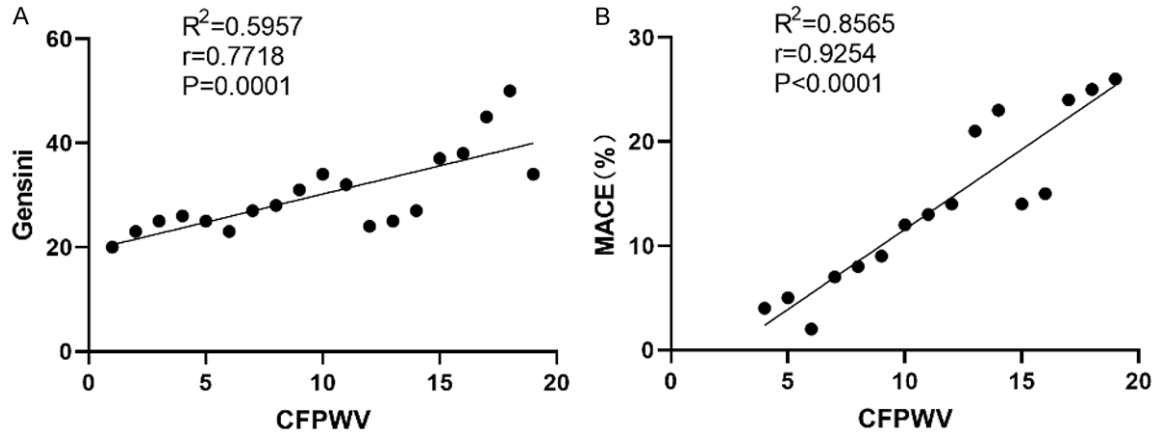 A
R²=0.5957
r=0.7718
P=0.0001
60
40
20
0
Gensini
0 5 10 15 20
CFPWV
B
R²=0.8565
r=0.9254
P<0.0001
30
20
10
0
MACE(%)
0 5 10 15 20
CFPWV